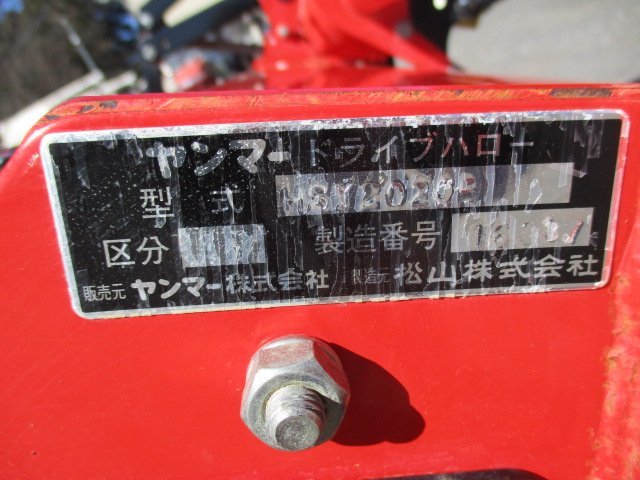 ヤンマードライブハロー
型式
区分 製造番号
販売元 ヤンマー株式会社 製造元 松山株式会社